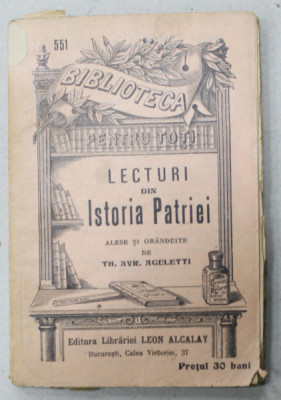 551
BIBLIOTECA
PENTRU TOȚI
LECTURI
DIN
Istoria Patriei
ALESE ȘI ORÂNDUITE
DE
TH. AVR. AGULETTI
Editura Librăriei LEON ALCALAY
București, Calea Victoriei, 37
Prețul 30 bani